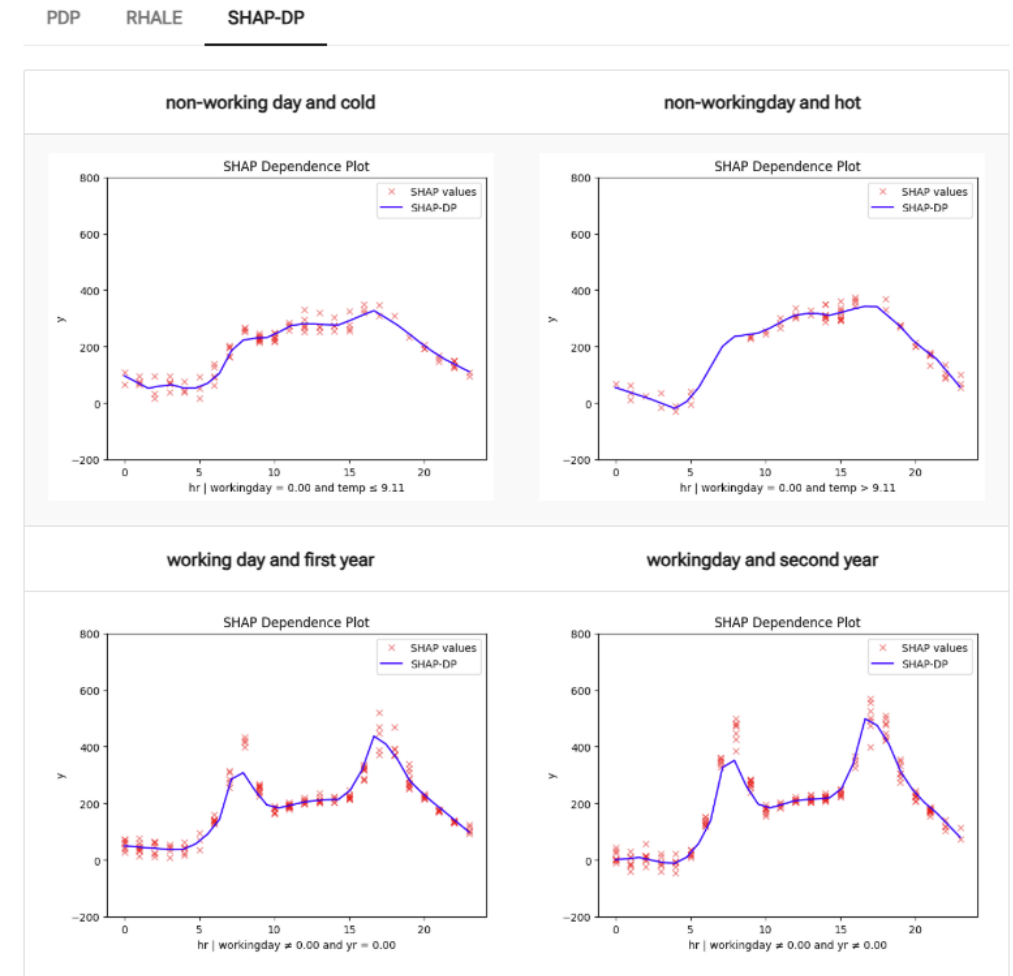 PDP RHALE SHAP-DP
non-working day and cold
non-workingday and hot
SHAP Dependence Plot
800
600
400
200
0
−200
y
SHAP values
SHAP-DP
0 5 10 15 20
hr | workingday = 0.00 and temp ≤ 9.11
SHAP Dependence Plot
800
600
400
200
0
−200
y
SHAP values
SHAP-DP
0 5 10 15 20
hr | workingday = 0.00 and temp > 9.11
working day and first year
workingday and second year
SHAP Dependence Plot
800
600
400
200
0
−200
y
SHAP values
SHAP-DP
0 5 10 15 20
hr | workingday ≠ 0.00 and yr = 0.00
SHAP Dependence Plot
800
600
400
200
0
−200
y
SHAP values
SHAP-DP
0 5 10 15 20
hr | workingday ≠ 0.00 and yr ≠ 0.00